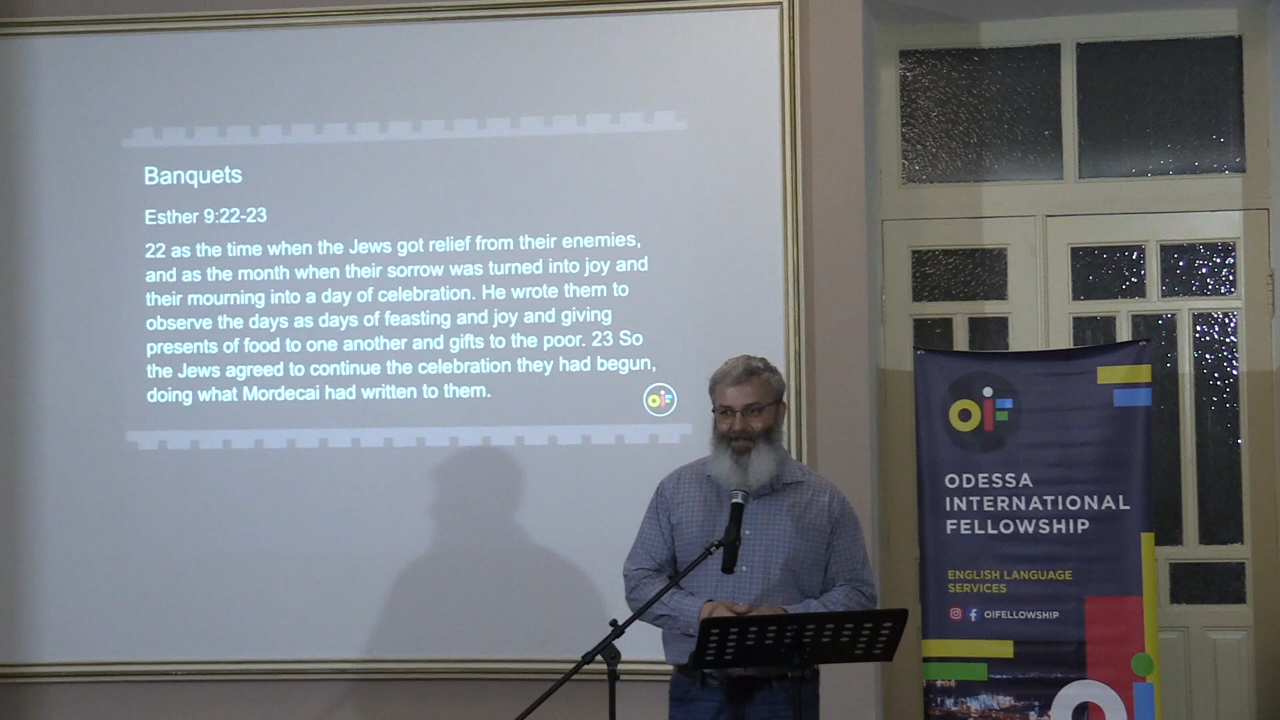 Banquets
Esther 9:22-23
22 as the time when the Jews got relief from their enemies,
and as the month when their sorrow was turned into joy and
their mourning into a day of celebration. He wrote them to
observe the days as days of feasting and joy and giving
presents of food to one another and gifts to the poor. 23 So
the Jews agreed to continue the celebration they had begun,
doing what Mordecai had written to them.
OIF
OIF
ODESSA
INTERNATIONAL
FELLOWSHIP
ENGLISH LANGUAGE
SERVICES
OIFELLOWSHIP